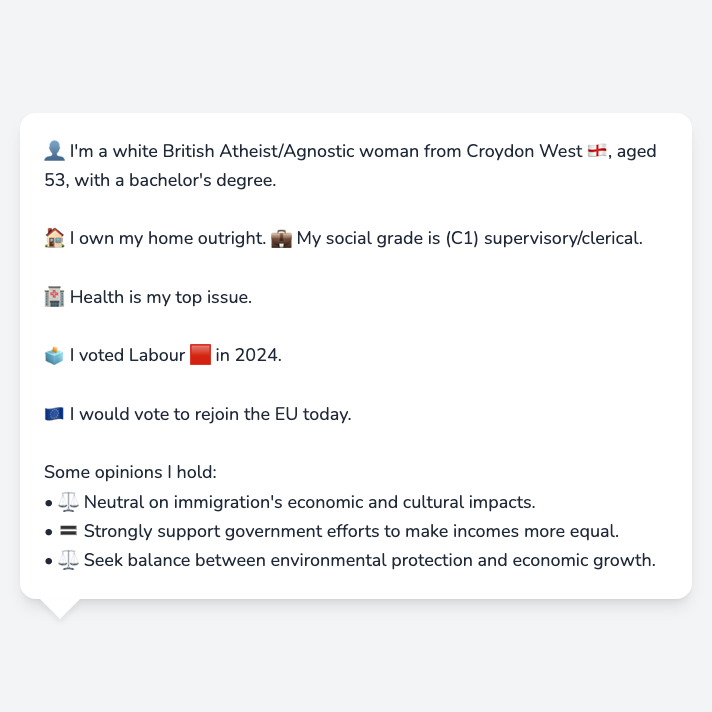 👤 I'm a white British Atheist/Agnostic woman from Croydon West 🏴󠁧󠁢󠁥󠁮󠁧󠁿, aged
53, with a bachelor's degree.
🏠 I own my home outright. 💼 My social grade is (C1) supervisory/clerical.
🏥 Health is my top issue.
🗳️ I voted Labour 🟥 in 2024.
🇪🇺 I would vote to rejoin the EU today.
Some opinions I hold:
• ⚖️ Neutral on immigration's economic and cultural impacts.
• 🟰 Strongly support government efforts to make incomes more equal.
• ⚖️ Seek balance between environmental protection and economic growth.